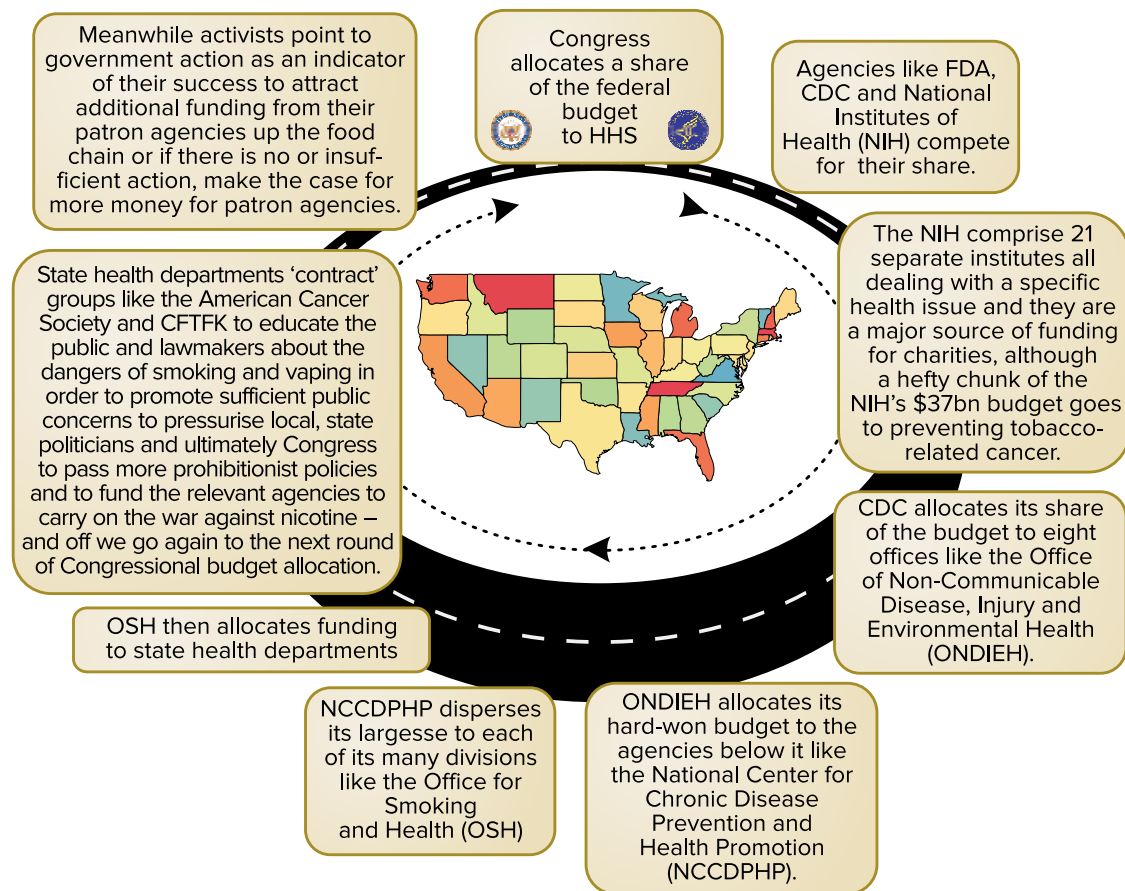 Congress
allocates a share
of the federal
budget
to HHS
Agencies like FDA,
CDC and National
Institutes of
Health (NIH) compete
for their share.
The NIH comprise 21
separate institutes all
dealing with a specific
health issue and they are
a major source of funding
for charities, although
a hefty chunk of the
NIH’s $37bn budget goes
to preventing tobacco-
related cancer.
CDC allocates its share
of the budget to eight
offices like the Office
of Non-Communicable
Disease, Injury and
Environmental Health
(ONDIEH).
ONDIEH allocates its
hard-won budget to the
agencies below it like
the National Center for
Chronic Disease
Prevention and
Health Promotion
(NCCDPHP).
NCCDPHP disperses
its largesse to each
of its many divisions
like the Office for
Smoking
and Health (OSH)
OSH then allocates funding
to state health departments
State health departments ‘contract’
groups like the American Cancer
Society and CFTFK to educate the
public and lawmakers about the
dangers of smoking and vaping in
order to promote sufficient public
concerns to pressurise local, state
politicians and ultimately Congress
to pass more prohibitionist policies
and to fund the relevant agencies to
carry on the war against nicotine –
and off we go again to the next round
of Congressional budget allocation.
Meanwhile activists point to
government action as an indicator
of their success to attract
additional funding from their
patron agencies up the food
chain or if there is no or insuf-
ficient action, make the case for
more money for patron agencies.